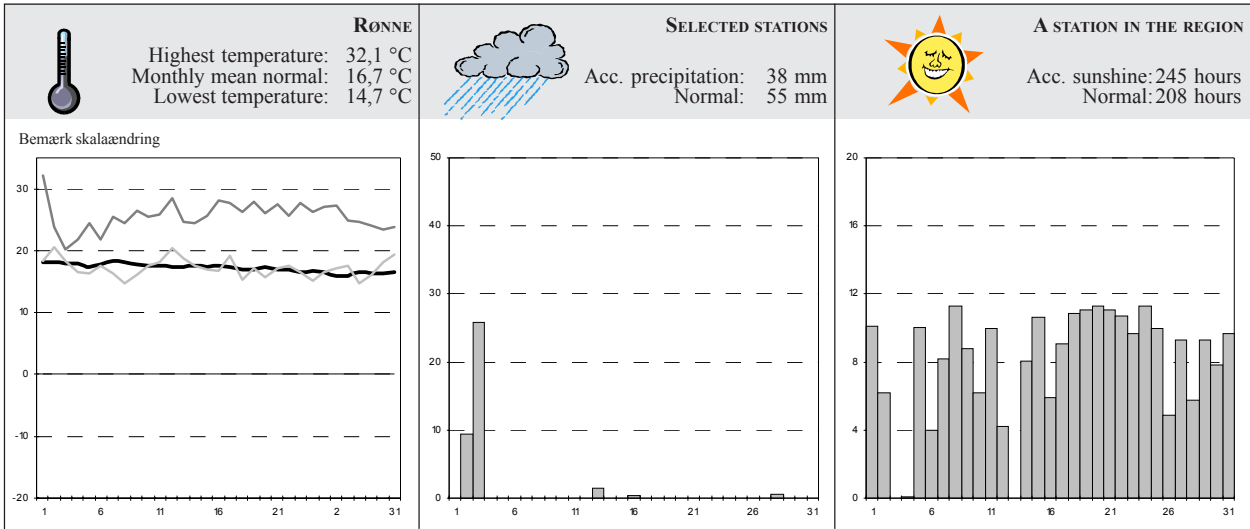 RØNNE
Highest temperature: 32,1 °C
Monthly mean normal: 16,7 °C
Lowest temperature: 14,7 °C
SELECTED STATIONS
Acc. precipitation: 38 mm
Normal: 55 mm
A STATION IN THE REGION
Acc. sunshine: 245 hours
Normal: 208 hours
Bemærk skalaændring
30
20
10
0
-10
-20
1 6 11 16 21 2 31
50
40
30
20
10
0
1 6 11 16 21 26 31
20
16
12
8
4
0
1 6 11 16 21 26 31